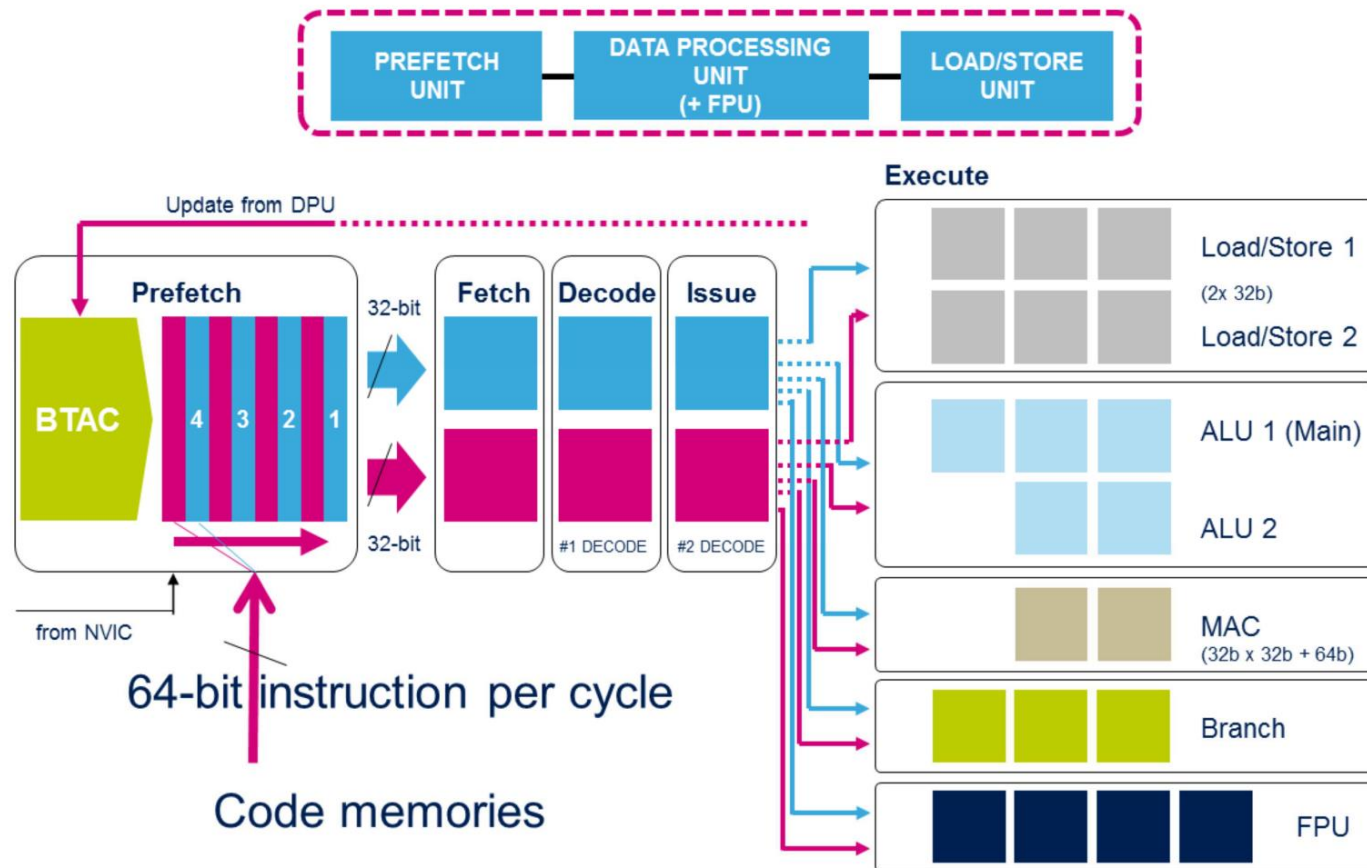 PREFETCH
UNIT
DATA PROCESSING
UNIT
(+ FPU)
LOAD/STORE
UNIT
Execute
Update from DPU
Prefetch
BTAC
4
3
2
1
32-bit
32-bit
Fetch
Decode
Issue
#1 DECODE
#2 DECODE
from NVIC
64-bit instruction per cycle
Code memories
Load/Store 1
(2x 32b)
Load/Store 2
ALU 1 (Main)
ALU 2
MAC
(32b x 32b + 64b)
Branch
FPU